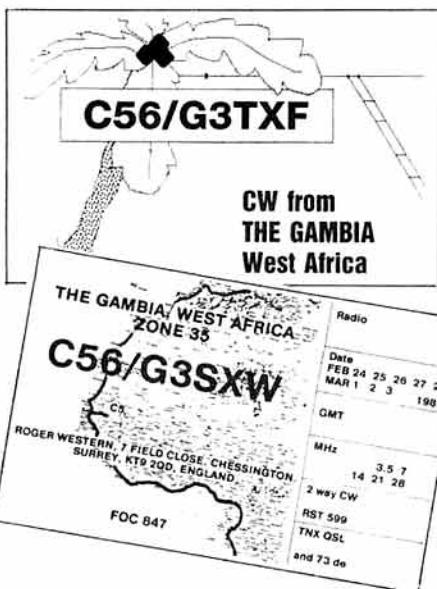 C56/G3TXF
CW from
THE GAMBIA
West Africa
THE GAMBIA, WEST AFRICA
ZONE 35
C56/G3SXW
C5
ROGER WESTERN, 7 FIELD CLOSE, CHESSINGTON,
SURREY, KT9 2QD, ENGLAND.
FOC 847
Radio
Date
FEB 24 25 26 27
MAR 1 2 3 198
GMT
MHz
3.5 7
14 21 28
2 way CW
RST 599
TNX QSL
and 73 de